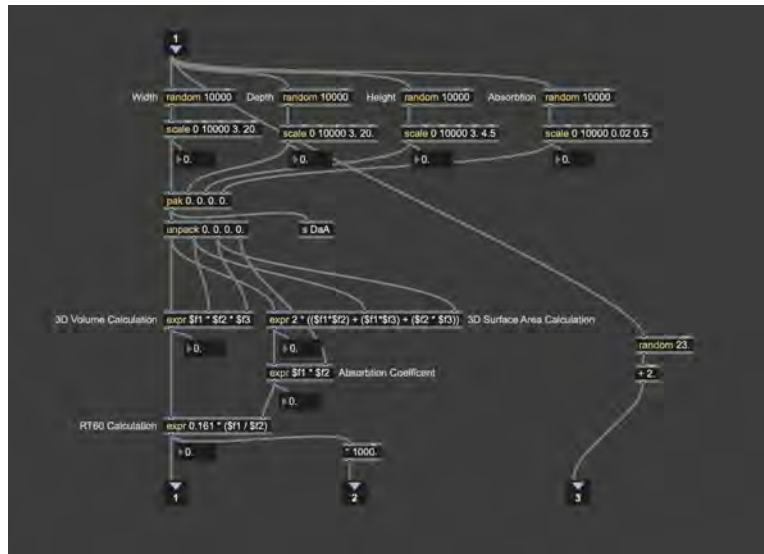 1
Width random 10000 Depth random 10000 Height random 10000 Absorbtion random 10000
scale 0 10000 3. 20. scale 0 10000 3. 20. scale 0 10000 3. 4.5 scale 0 10000 0.02 0.5
0. 0. 0. 0.
pak 0. 0. 0. 0.
unpack 0. 0. 0. 0. s DaA
3D Volume Calculation expr $f1 * $f2 * $f3 expr 2 * (($f1*$f2) + ($f1*$f3) + ($f2 * $f3)) 3D Surface Area Calculation
0. 0. random 23.
expr $f1 * $f2 Absorbtion Coefficent + 2.
0.
RT60 Calculation expr 0.161 * ($f1 / $f2)
0. * 1000.
1 2 3